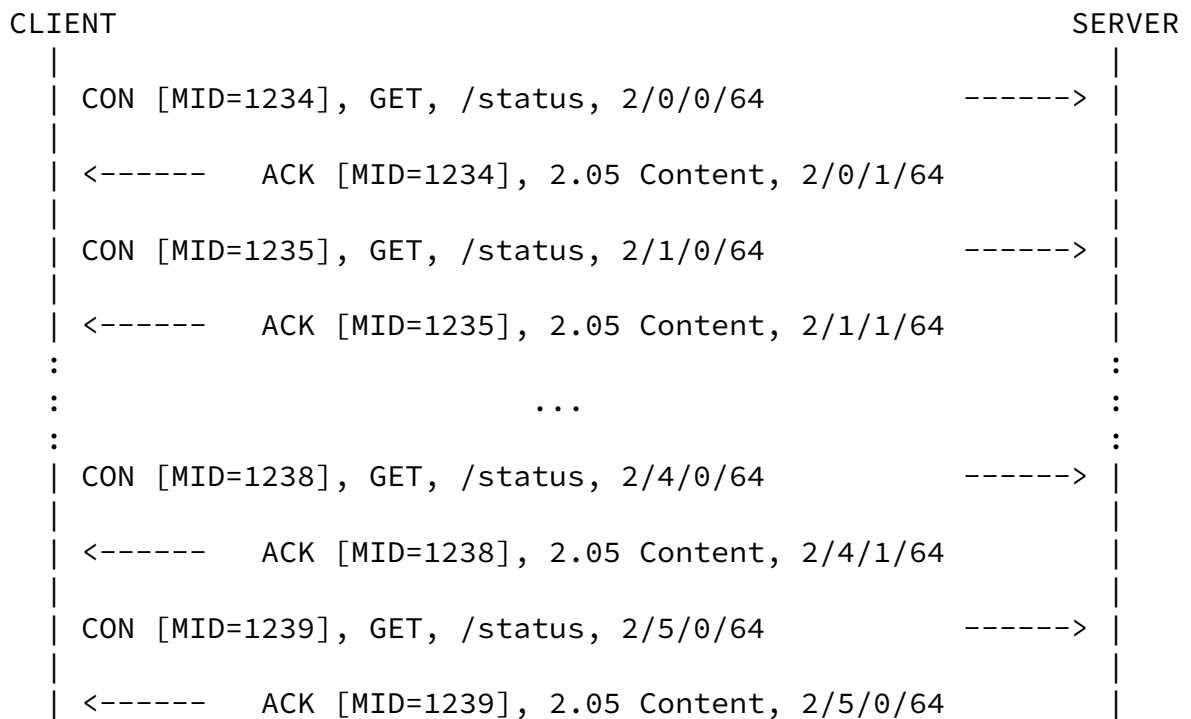 CLIENT                                                     SERVER
  |                                                          |
  | CON [MID=1234], GET, /status, 2/0/0/64           ------> |
  |                                                          |
  | <------   ACK [MID=1234], 2.05 Content, 2/0/1/64         |
  |                                                          |
  | CON [MID=1235], GET, /status, 2/1/0/64           ------> |
  |                                                          |
  | <------   ACK [MID=1235], 2.05 Content, 2/1/1/64         |
  :                                                          :
  :                          ...                             :
  :                                                          :
  | CON [MID=1238], GET, /status, 2/4/0/64           ------> |
  |                                                          |
  | <------   ACK [MID=1238], 2.05 Content, 2/4/1/64         |
  |                                                          |
  | CON [MID=1239], GET, /status, 2/5/0/64           ------> |
  |                                                          |
  | <------   ACK [MID=1239], 2.05 Content, 2/5/0/64         |